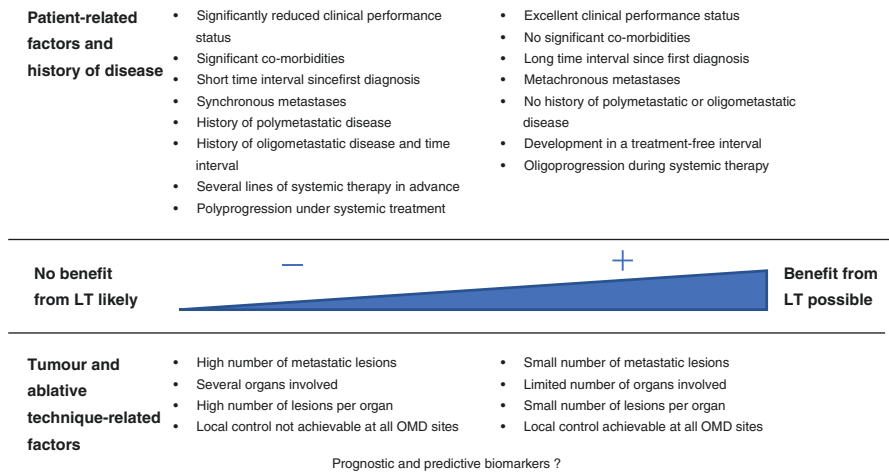 Patient-related
factors and
history of disease
• Significantly reduced clinical performance
status
• Significant co-morbidities
• Short time interval sincefirst diagnosis
• Synchronous metastases
• History of polymetastatic disease
• History of oligometastatic disease and time
interval
• Several lines of systemic therapy in advance
• Polyprogression under systemic treatment
• Excellent clinical performance status
• No significant co-morbidities
• Long time interval since first diagnosis
• Metachronous metastases
• No history of polymetastatic or oligometastatic
disease
• Development in a treatment-free interval
• Oligoprogression during systemic therapy
No benefit
from LT likely
−
+
Benefit from
LT possible
Tumour and
ablative
technique-related
factors
• High number of metastatic lesions
• Several organs involved
• High number of lesions per organ
• Local control not achievable at all OMD sites
• Small number of metastatic lesions
• Limited number of organs involved
• Small number of lesions per organ
• Local control achievable at all OMD sites
Prognostic and predictive biomarkers ?